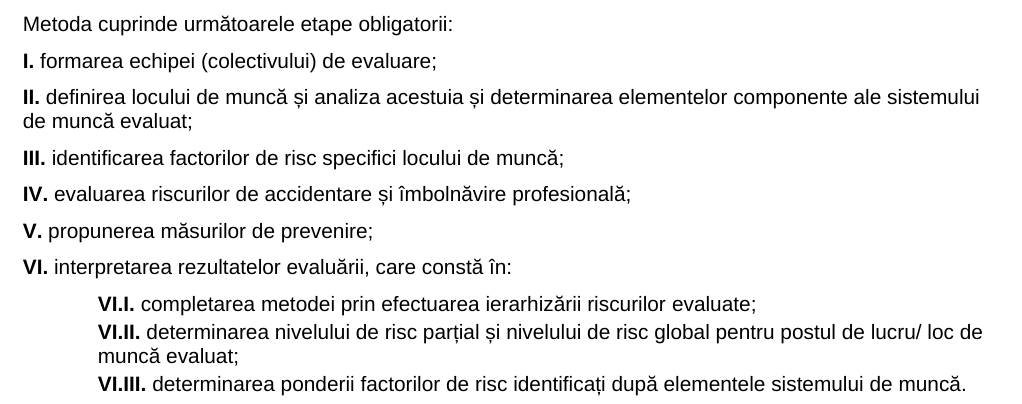 Metoda cuprinde următoarele etape obligatorii:
I. formarea echipei (colectivului) de evaluare;
II. definirea locului de muncă și analiza acestuia și determinarea elementelor componente ale sistemului
de muncă evaluat;
III. identificarea factorilor de risc specifici locului de muncă;
IV. evaluarea riscurilor de accidentare și îmbolnăvire profesională;
V. propunerea măsurilor de prevenire;
VI. interpretarea rezultatelor evaluării, care constă în:
VI.I. completarea metodei prin efectuarea ierarhizării riscurilor evaluate;
VI.II. determinarea nivelului de risc parțial și nivelului de risc global pentru postul de lucru/ loc de
muncă evaluat;
VI.III. determinarea ponderii factorilor de risc identificați după elementele sistemului de muncă.